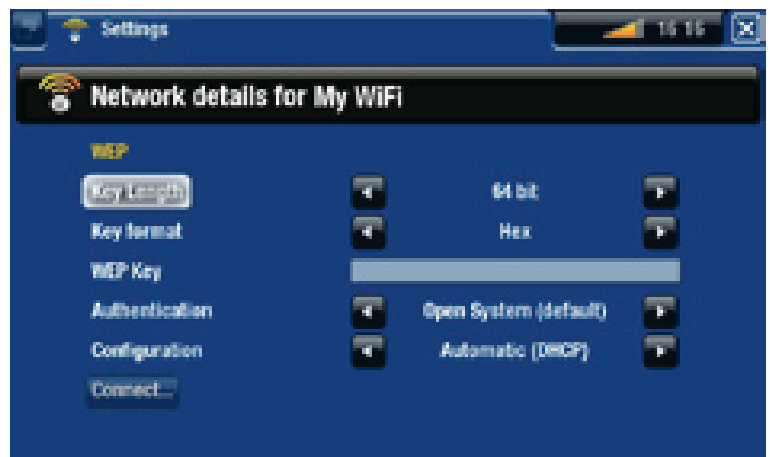 Settings 16 16
Network details for My WiFi
WEP
Key Length 64 bit
Key format Hex
WEP Key
Authentication Open System (default)
Configuration Automatic (DHCP)
Connect...